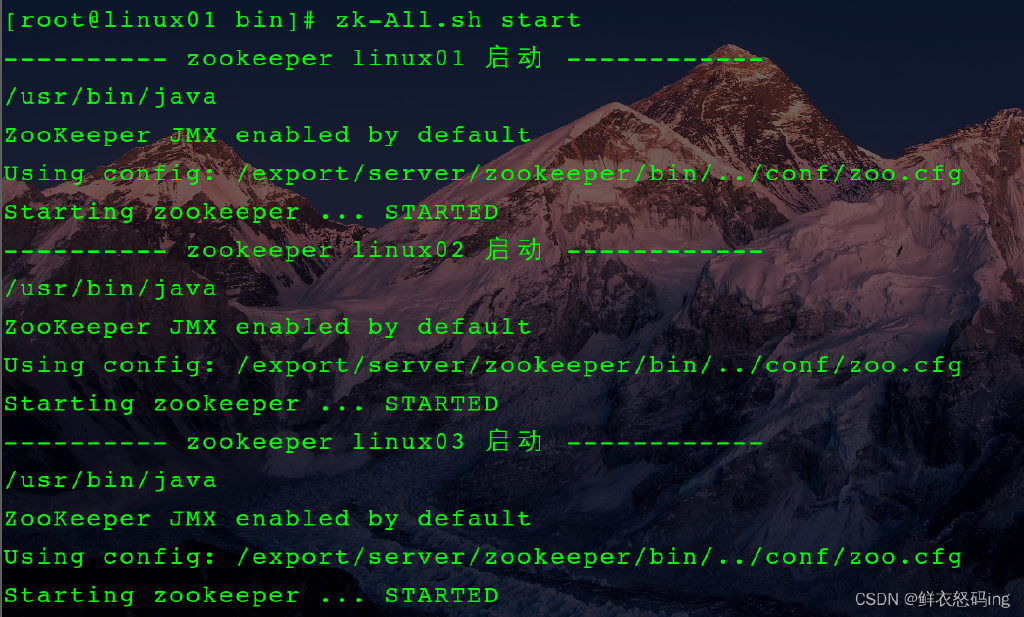 [root@linux01 bin]# zk-All.sh start
---------- zookeeper linux01 启动 ------------
/usr/bin/java
ZooKeeper JMX enabled by default
Using config: /export/server/zookeeper/bin/../conf/zoo.cfg
Starting zookeeper ... STARTED
---------- zookeeper linux02 启动 ------------
/usr/bin/java
ZooKeeper JMX enabled by default
Using config: /export/server/zookeeper/bin/../conf/zoo.cfg
Starting zookeeper ... STARTED
---------- zookeeper linux03 启动 ------------
/usr/bin/java
ZooKeeper JMX enabled by default
Using config: /export/server/zookeeper/bin/../conf/zoo.cfg
Starting zookeeper ... STARTED
CSDN @鲜衣怒码ing